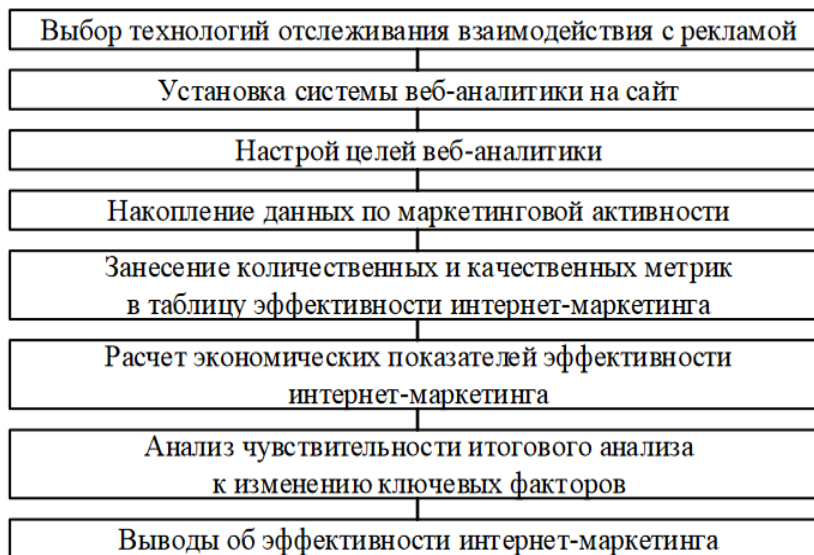 Выбор технологий отслеживания взаимодействия с рекламой
Установка системы веб-аналитики на сайт
Настрой целей веб-аналитики
Накопление данных по маркетинговой активности
Занесение количественных и качественных метрик
в таблицу эффективности интернет-маркетинга
Расчет экономических показателей эффективности
интернет-маркетинга
Анализ чувствительности итогового анализа
к изменению ключевых факторов
Выводы об эффективности интернет-маркетинга